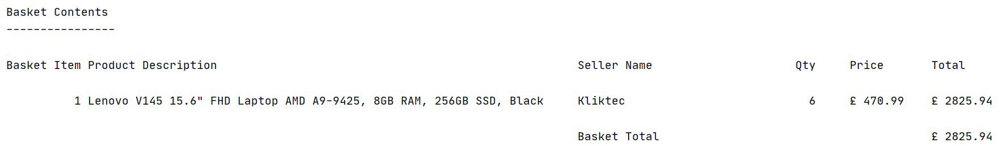 Basket Contents
----------------
Basket Item Product Description Seller Name Qty Price Total
1 Lenovo V145 15.6" FHD Laptop AMD A9-9425, 8GB RAM, 256GB SSD, Black Kliktec 6 £ 470.99 £ 2825.94
Basket Total £ 2825.94